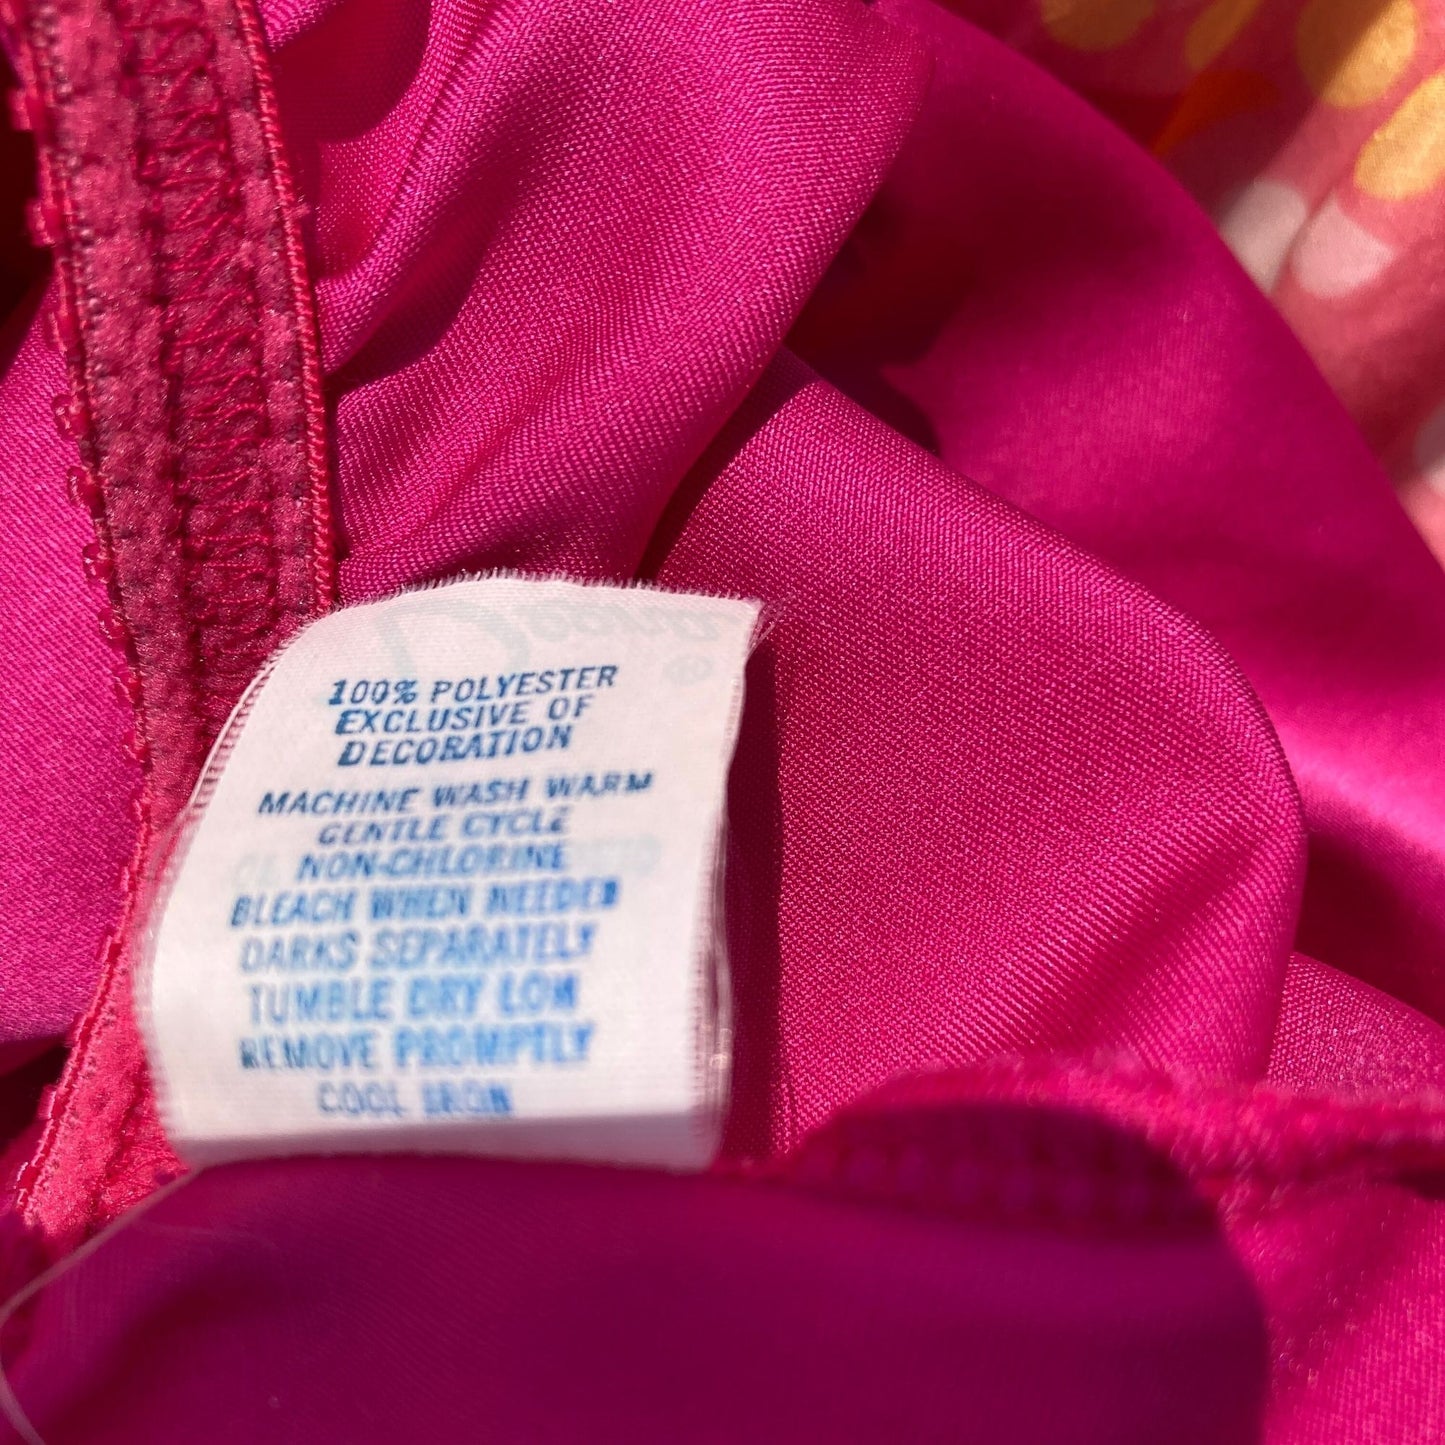 100% POLYESTER
EXCLUSIVE OF
DECORATION
MACHINE WASH WARM
GENTLE CYCLE
NON-CHLORINE
BLEACH WHEN NEEDED
DARKS SEPARATELY
TUMBLE DRY LOW
REMOVE PROMPTLY
COOL IRON